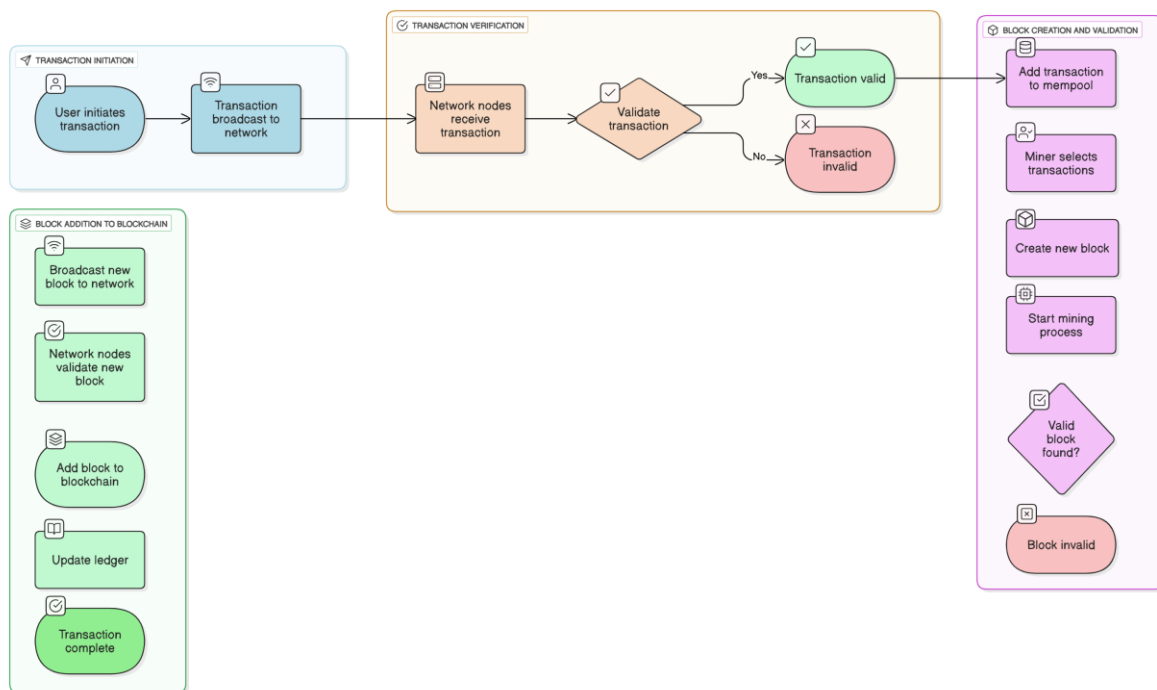 TRANSACTION INITIATION
User initiates
transaction
Transaction
broadcast to
network
TRANSACTION VERIFICATION
Network nodes
receive
transaction
Validate
transaction
Yes
Transaction valid
No
Transaction
invalid
BLOCK CREATION AND VALIDATION
Add transaction
to mempool
Miner selects
transactions
Create new block
Start mining
process
Valid
block
found?
Block invalid
BLOCK ADDITION TO BLOCKCHAIN
Broadcast new
block to network
Network nodes
validate new
block
Add block to
blockchain
Update ledger
Transaction
complete